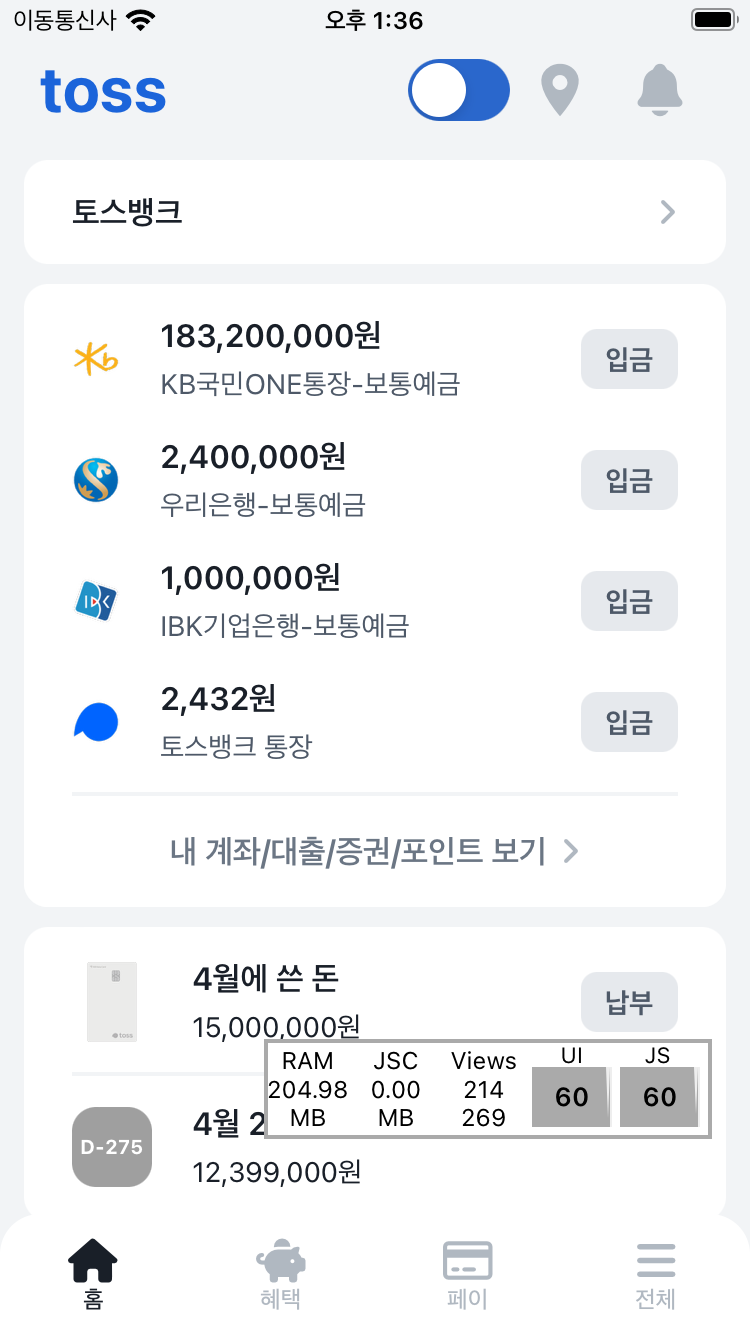 이동통신사 오후 1:36
toss
토스뱅크
183,200,000원
KB국민ONE통장-보통예금
입금
2,400,000원
우리은행-보통예금
입금
1,000,000원
IBK기업은행-보통예금
입금
2,432원
토스뱅크 통장
입금
내 계좌/대출/증권/포인트 보기
4월에 쓴 돈
15,000,000원
납부
RAM JSC Views UI JS
204.98 0.00 214 60 60
MB MB 269
D-275
4월 2
12,399,000원
홈 혜택 페이 전체